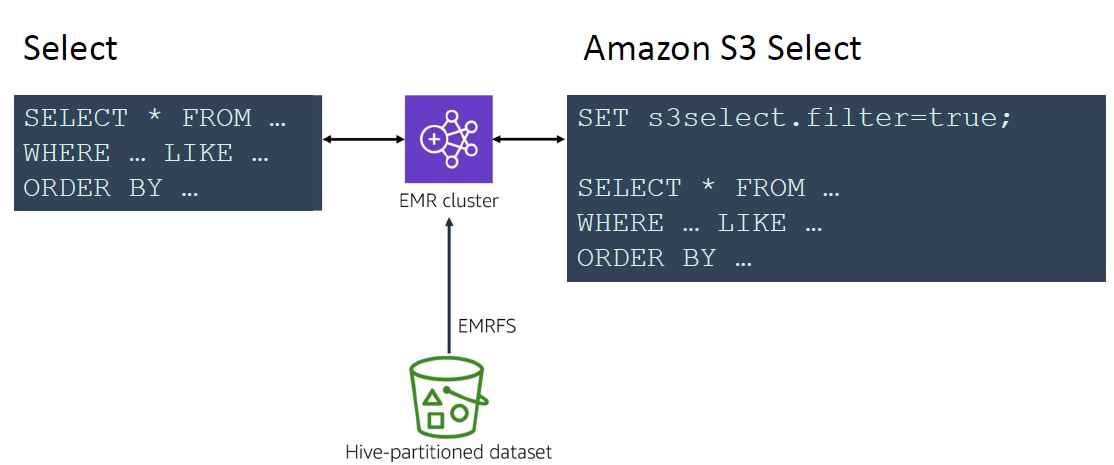 Select
Amazon S3 Select
SELECT * FROM …
WHERE … LIKE …
ORDER BY …
SET s3select.filter=true;
SELECT * FROM …
WHERE … LIKE …
ORDER BY …
EMR cluster
EMRFS
Hive-partitioned dataset